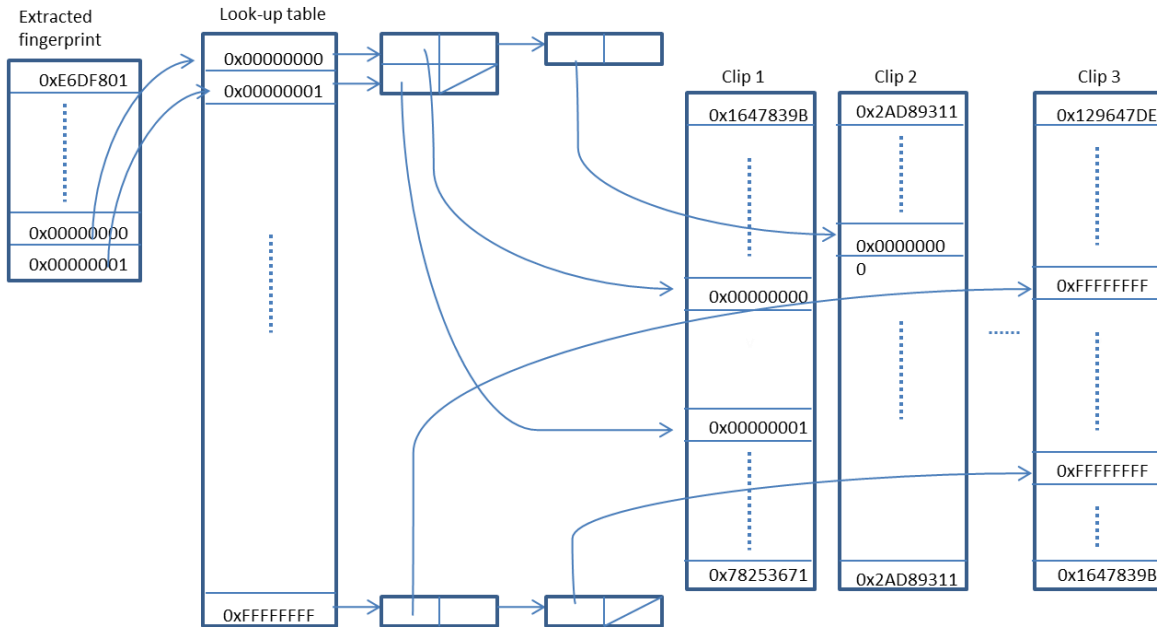 Extracted
fingerprint
0xE6DF801
0x00000000
0x00000001
Look-up table
0x00000000
0x00000001
0xFFFFFFFF
Clip 1
0x1647839B
0x00000000
0x00000001
0x78253671
Clip 2
0x2AD89311
0x0000000
0
0x2AD89311
Clip 3
0x129647DE
0xFFFFFFFF
0xFFFFFFFF
0x1647839B